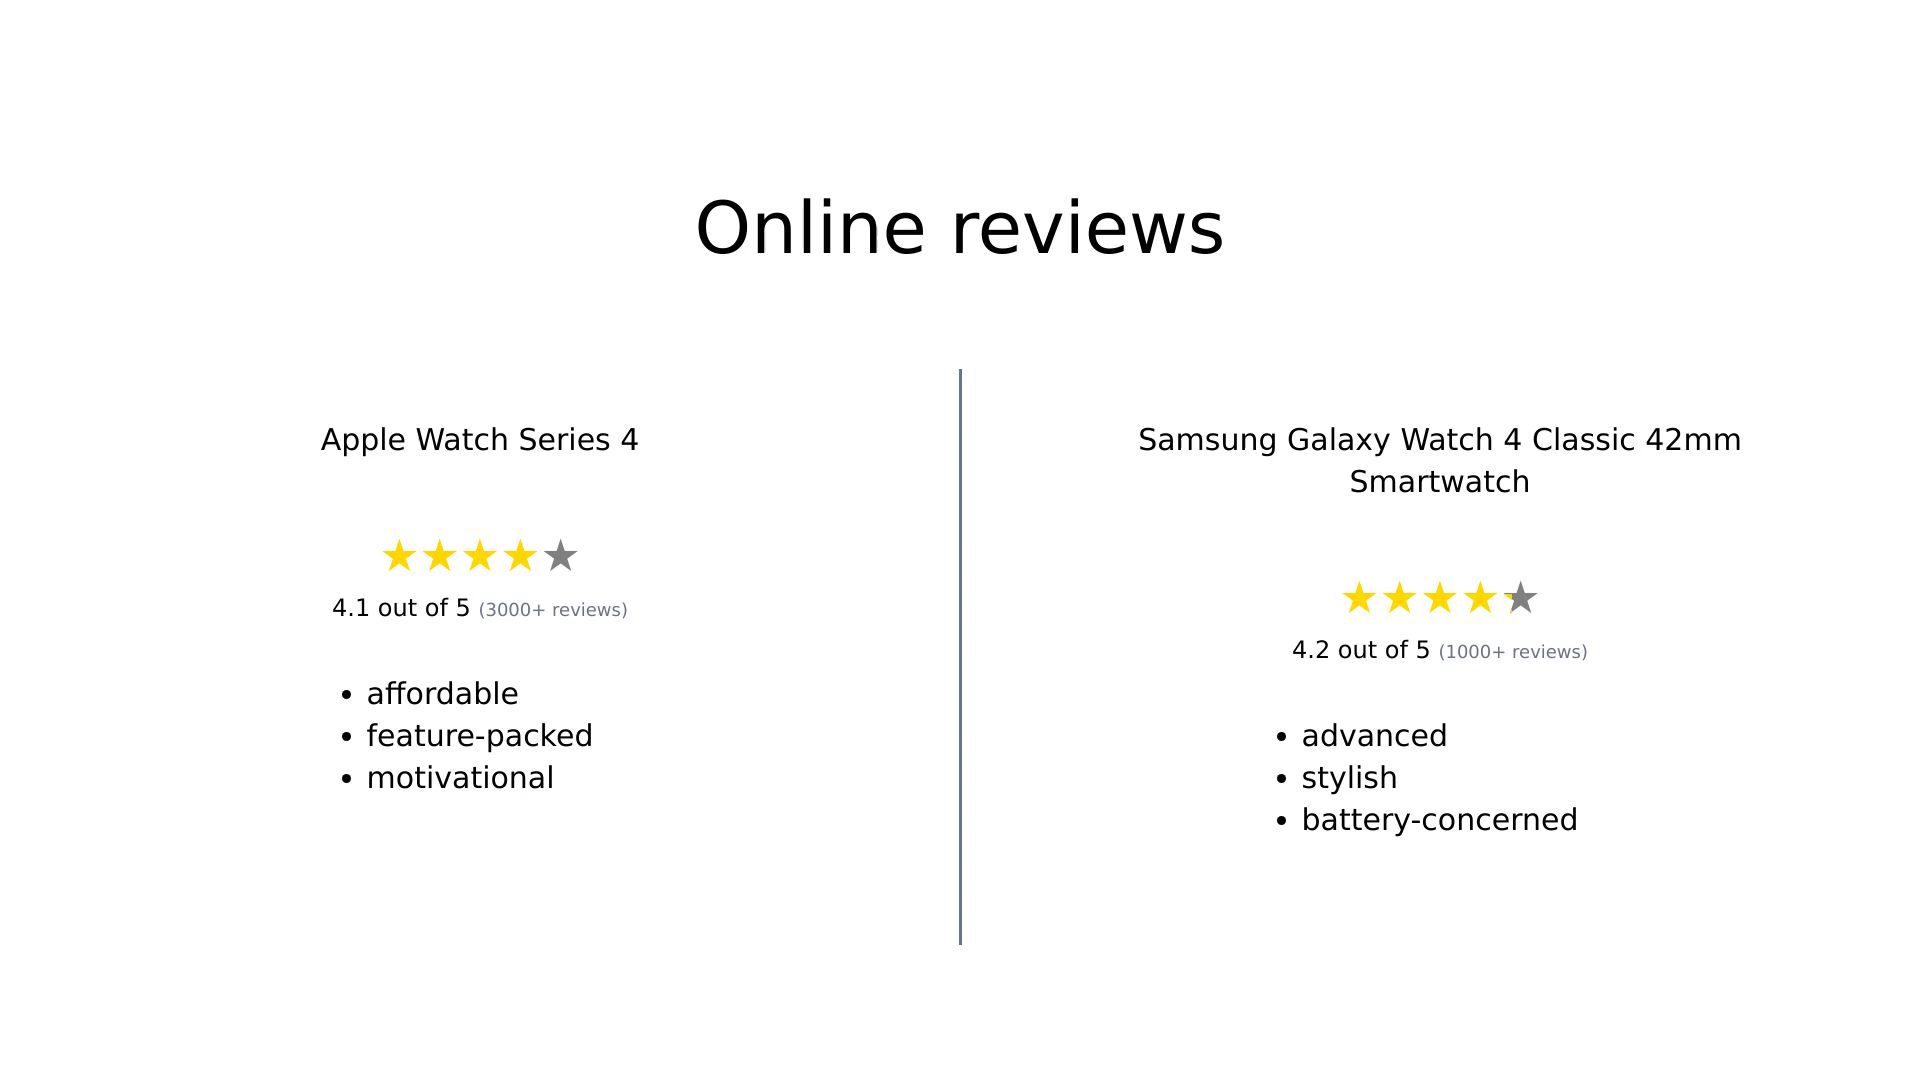 Online reviews
Apple Watch Series 4
★★★★★
4.1 out of 5 (3000+ reviews)
• affordable
• feature-packed
• motivational
Samsung Galaxy Watch 4 Classic 42mm
Smartwatch
★★★★★
4.2 out of 5 (1000+ reviews)
• advanced
• stylish
• battery-concerned